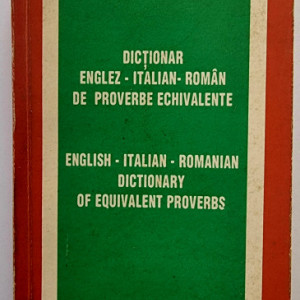 DICȚIONAR
ENGLEZ - ITALIAN- ROMÂN
DE PROVERBE ECHIVALENTE
ENGLISH - ITALIAN - ROMANIAN
DICTIONARY
OF EQUIVALENT PROVERBS